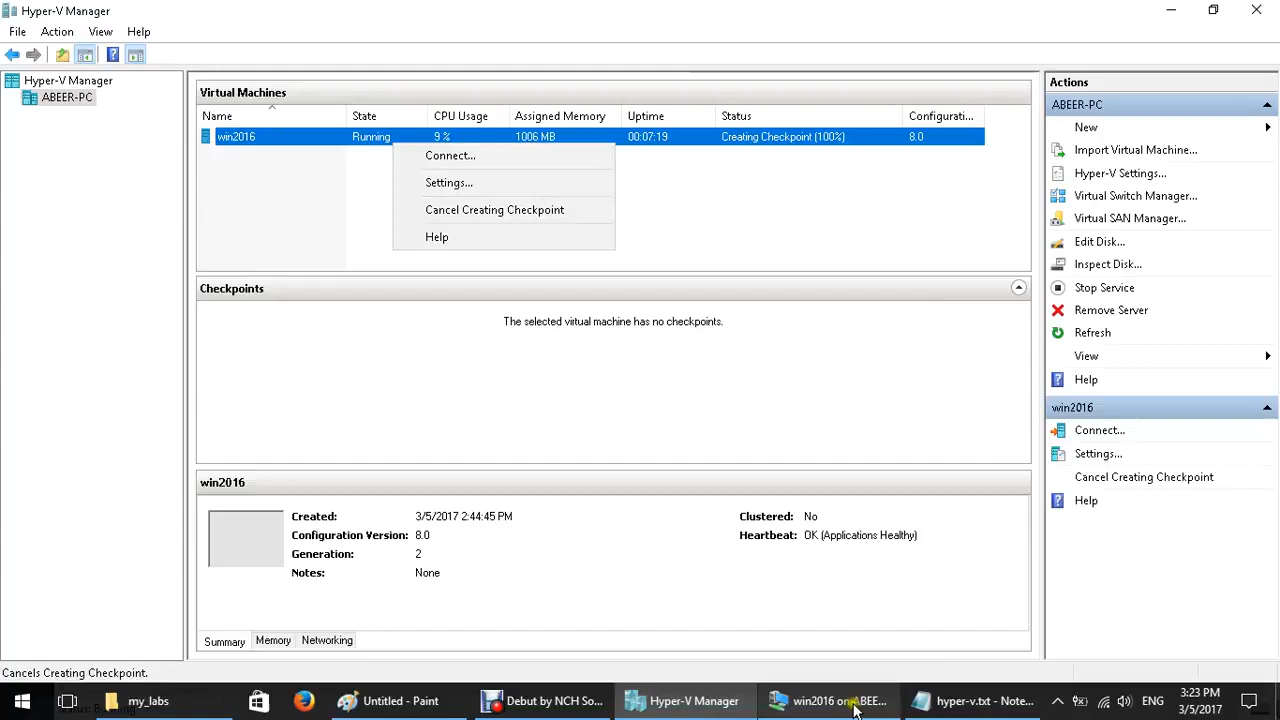 Hyper-V Manager
File Action View Help
Hyper-V Manager
ABEER-PC
Virtual Machines
Name State CPU Usage Assigned Memory Uptime Status Configurati...
win2016 Running 9 % 1006 MB 00:07:19 Creating Checkpoint (100%) 8.0
Connect...
Settings...
Cancel Creating Checkpoint
Help
Checkpoints
The selected virtual machine has no checkpoints.
win2016
Created: 3/5/2017 2:44:45 PM Clustered: No
Configuration Version: 8.0 Heartbeat: OK (Applications Healthy)
Generation: 2
Notes: None
Summary Memory Networking
Actions
ABEER-PC
New
Import Virtual Machine...
Hyper-V Settings...
Virtual Switch Manager...
Virtual SAN Manager...
Edit Disk...
Inspect Disk...
Stop Service
Remove Server
Refresh
View
Help
win2016
Connect...
Settings...
Cancel Creating Checkpoint
Help
Cancels Creating Checkpoint.
my_labs Untitled - Paint Debut by NCH So... Hyper-V Manager win2016 on ABEE... hyper-v.txt - Note... ENG 3:23 PM
3/5/2017